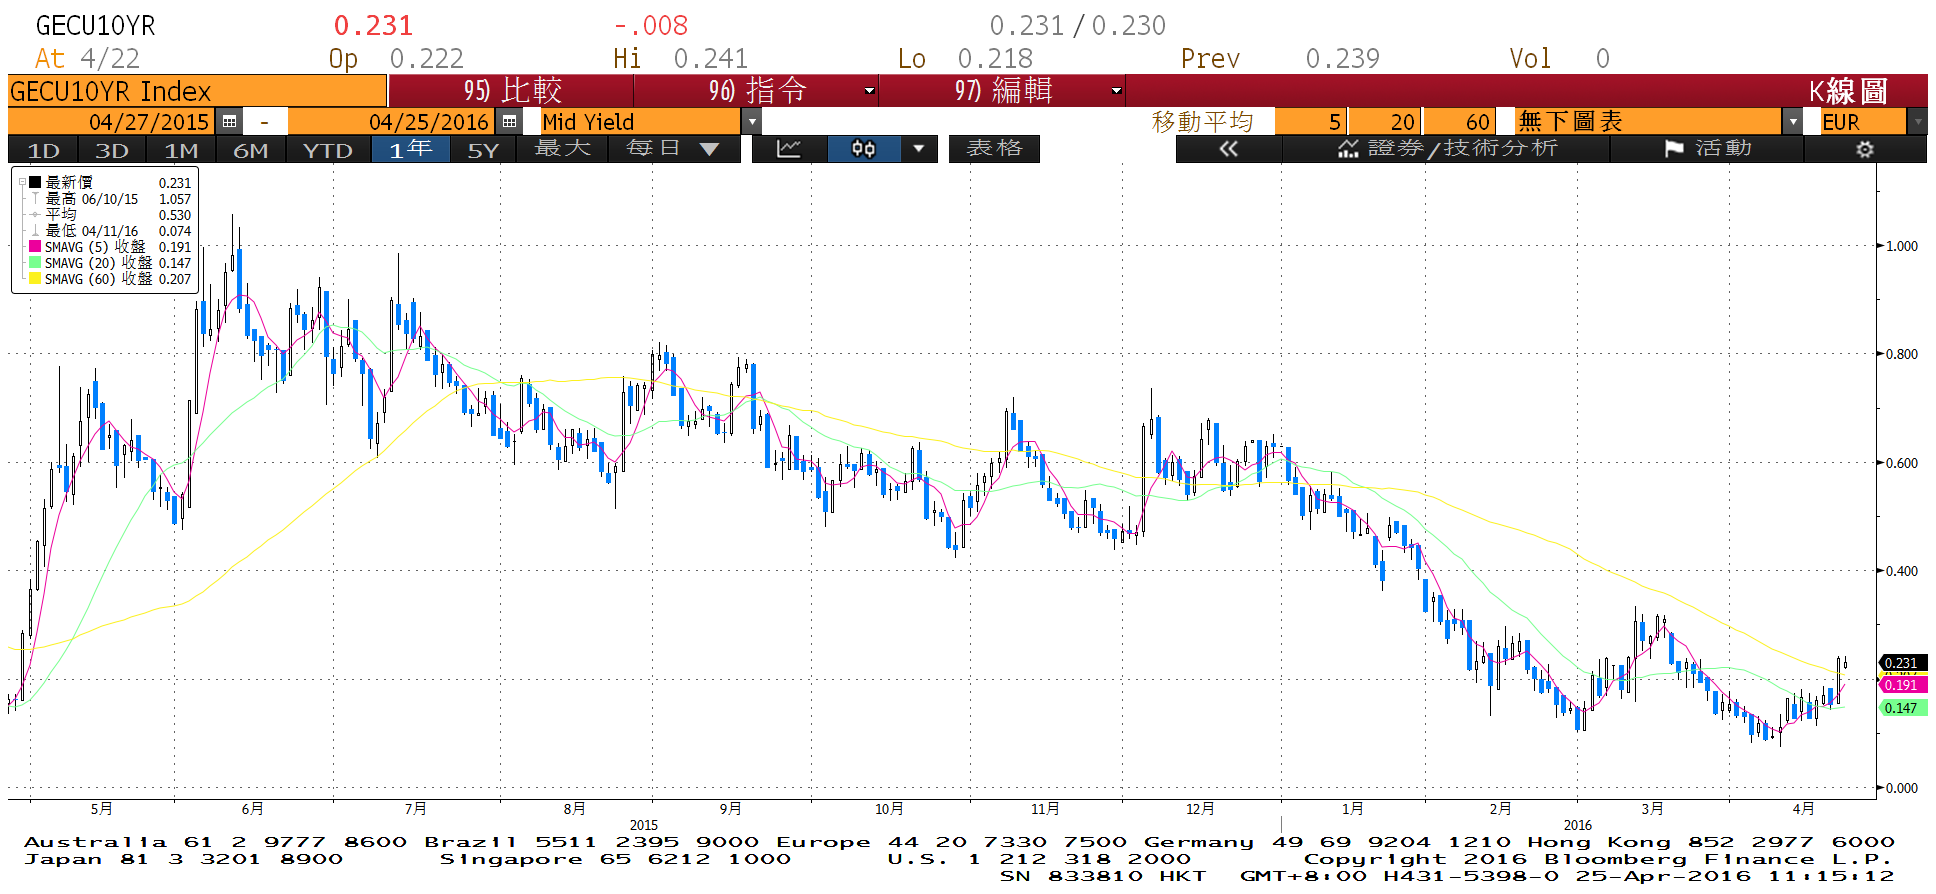 GECU10YR 0.231 -.008 0.231 / 0.230
At 4/22 Op 0.222 Hi 0.241 Lo 0.218 Prev 0.239 Vol 0
GECU10YR Index 95) 比較 96) 指令 97) 編輯 K線圖
04/27/2015 - 04/25/2016 Mid Yield 移動平均 5 20 60 無下圖表 EUR
1D 3D 1M 6M YTD 1年 5Y 最大 每日 表格 « 證券/技術分析 活動
最新價 0.231
最高 06/10/15 1.057
平均 0.530
最低 04/11/16 0.074
SMAVG (5) 收盤 0.191
SMAVG (20) 收盤 0.147
SMAVG (60) 收盤 0.207
1.000
0.800
0.600
0.400
0.231
0.191
0.147
0.000
5月 6月 7月 8月 9月 10月 11月 12月 1月 2月 3月 4月
2015 2016
Australia 61 2 9777 8600 Brazil 5511 2395 9000 Europe 44 20 7330 7500 Germany 49 69 9204 1210 Hong Kong 852 2977 6000
Japan 81 3 3201 8900 Singapore 65 6212 1000 U.S. 1 212 318 2000 Copyright 2016 Bloomberg Finance L.P.
SN 833810 HKT GMT+8:00 H431-5398-0 25-Apr-2016 11:15:12